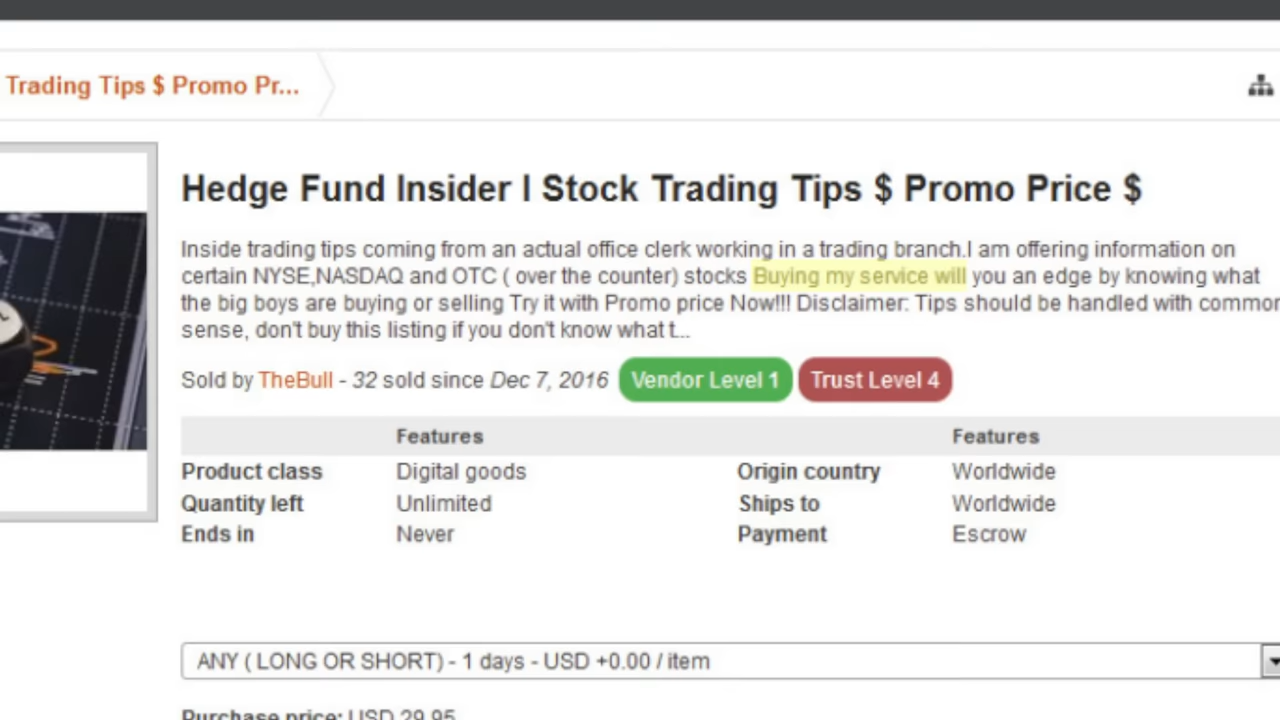 Trading Tips $ Promo Pr...
Hedge Fund Insider I Stock Trading Tips $ Promo Price $
Inside trading tips coming from an actual office clerk working in a trading branch.I am offering information on
certain NYSE,NASDAQ and OTC ( over the counter) stocks Buying my service will you an edge by knowing what
the big boys are buying or selling Try it with Promo price Now!!! Disclaimer: Tips should be handled with common
sense, don't buy this listing if you don't know what t...
Sold by TheBull - 32 sold since Dec 7, 2016 Vendor Level 1 Trust Level 4
Features Features
Product class Digital goods Origin country Worldwide
Quantity left Unlimited Ships to Worldwide
Ends in Never Payment Escrow
ANY ( LONG OR SHORT) - 1 days - USD +0.00 / item
Purchase price: USD 29.95